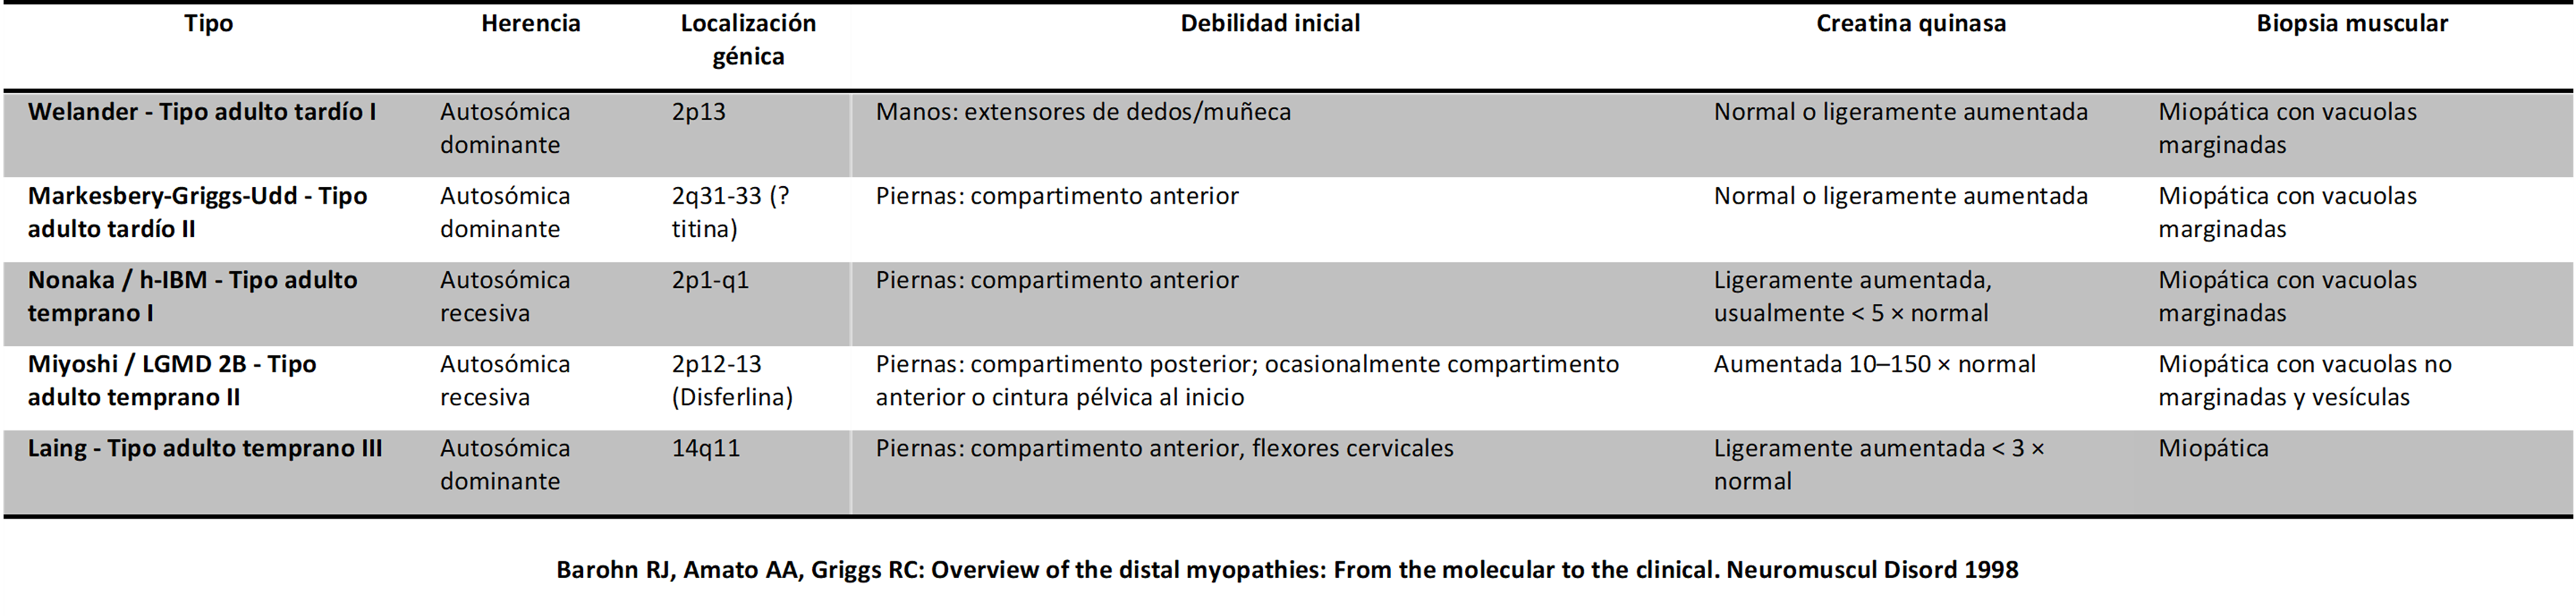 Tipo Herencia Localización génica Debilidad inicial Creatina quinasa Biopsia muscular
Welander - Tipo adulto tardío I Autosómica dominante 2p13 Manos: extensores de dedos/muñeca Normal o ligeramente aumentada Miopática con vacuolas marginadas
Markesbery-Griggs-Udd - Tipo adulto tardío II Autosómica dominante 2q31-33 (? titina) Piernas: compartimento anterior Normal o ligeramente aumentada Miopática con vacuolas marginadas
Nonaka / h-IBM - Tipo adulto temprano I Autosómica recesiva 2p1-q1 Piernas: compartimento anterior Ligeramente aumentada, usualmente < 5 × normal Miopática con vacuolas marginadas
Miyoshi / LGMD 2B - Tipo adulto temprano II Autosómica recesiva 2p12-13 (Disferlina) Piernas: compartimento posterior; ocasionalmente compartimento anterior o cintura pélvica al inicio Aumentada 10–150 × normal Miopática con vacuolas no marginadas y vesículas
Laing - Tipo adulto temprano III Autosómica dominante 14q11 Piernas: compartimento anterior, flexores cervicales Ligeramente aumentada < 3 × normal Miopática
Barohn RJ, Amato AA, Griggs RC: Overview of the distal myopathies: From the molecular to the clinical. Neuromuscul Disord 1998